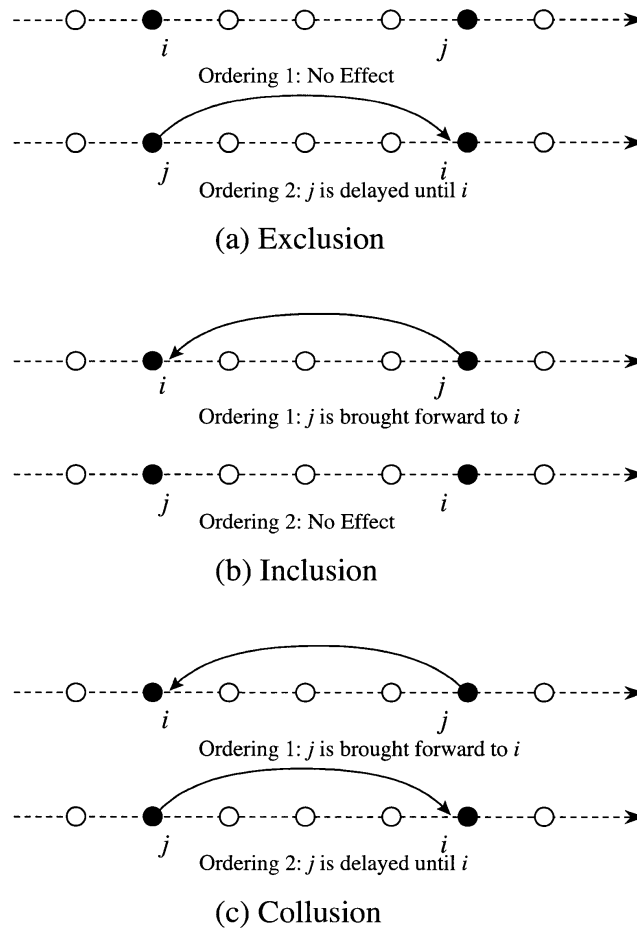 i j
Ordering 1: No Effect
j i
Ordering 2: j is delayed until i
(a) Exclusion
i j
Ordering 1: j is brought forward to i
j i
Ordering 2: No Effect
(b) Inclusion
i j
Ordering 1: j is brought forward to i
j i
Ordering 2: j is delayed until i
(c) Collusion